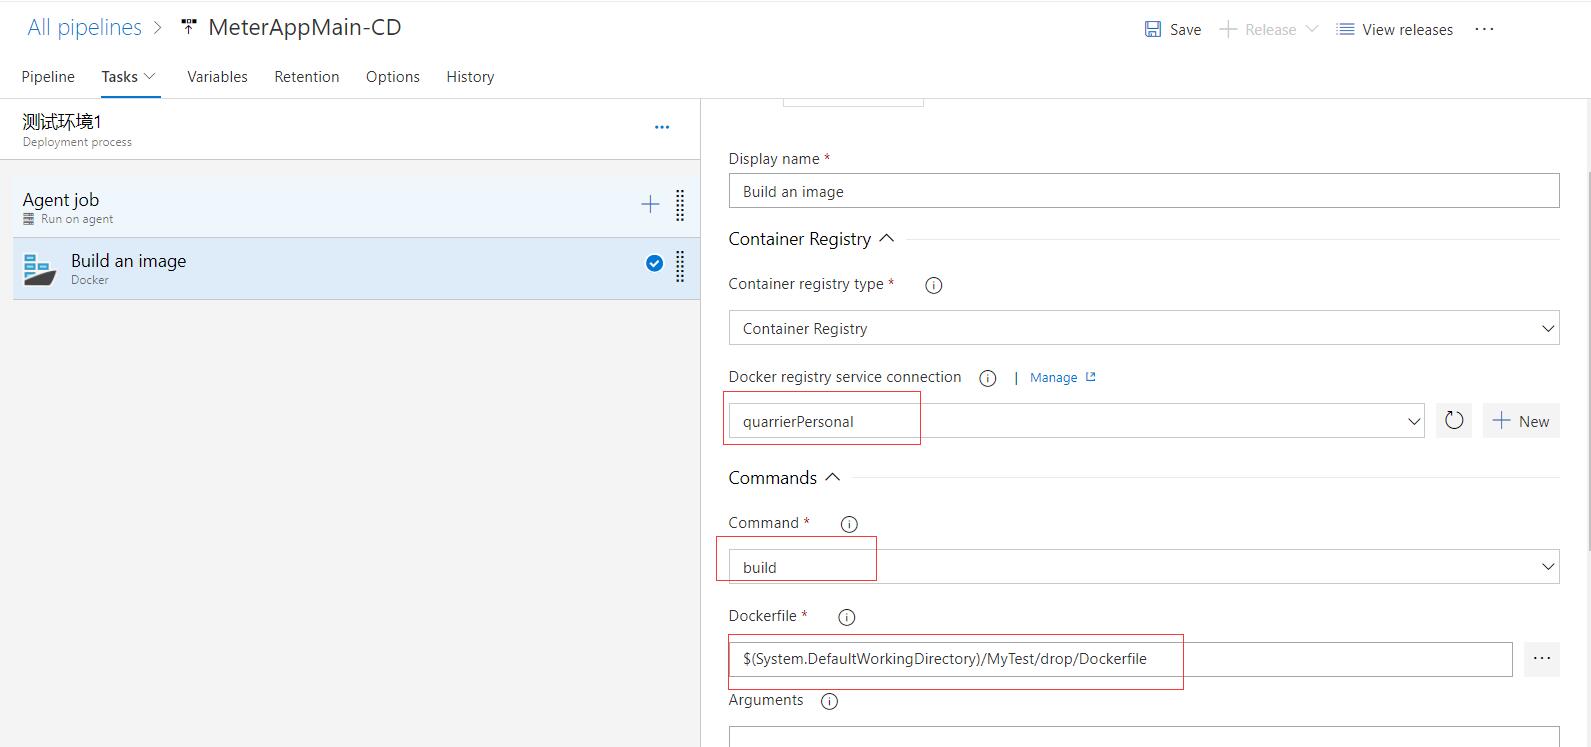 All pipelines > MeterAppMain-CD
Save
Release
View releases
Pipeline
Tasks
Variables
Retention
Options
History
测试环境1
Deployment process
Agent job
Run on agent
Build an image
Docker
Display name *
Build an image
Container Registry
Container registry type *
Container Registry
Docker registry service connection | Manage
quarrierPersonal
New
Commands
Command *
build
Dockerfile *
$(System.DefaultWorkingDirectory)/MyTest/drop/Dockerfile
Arguments